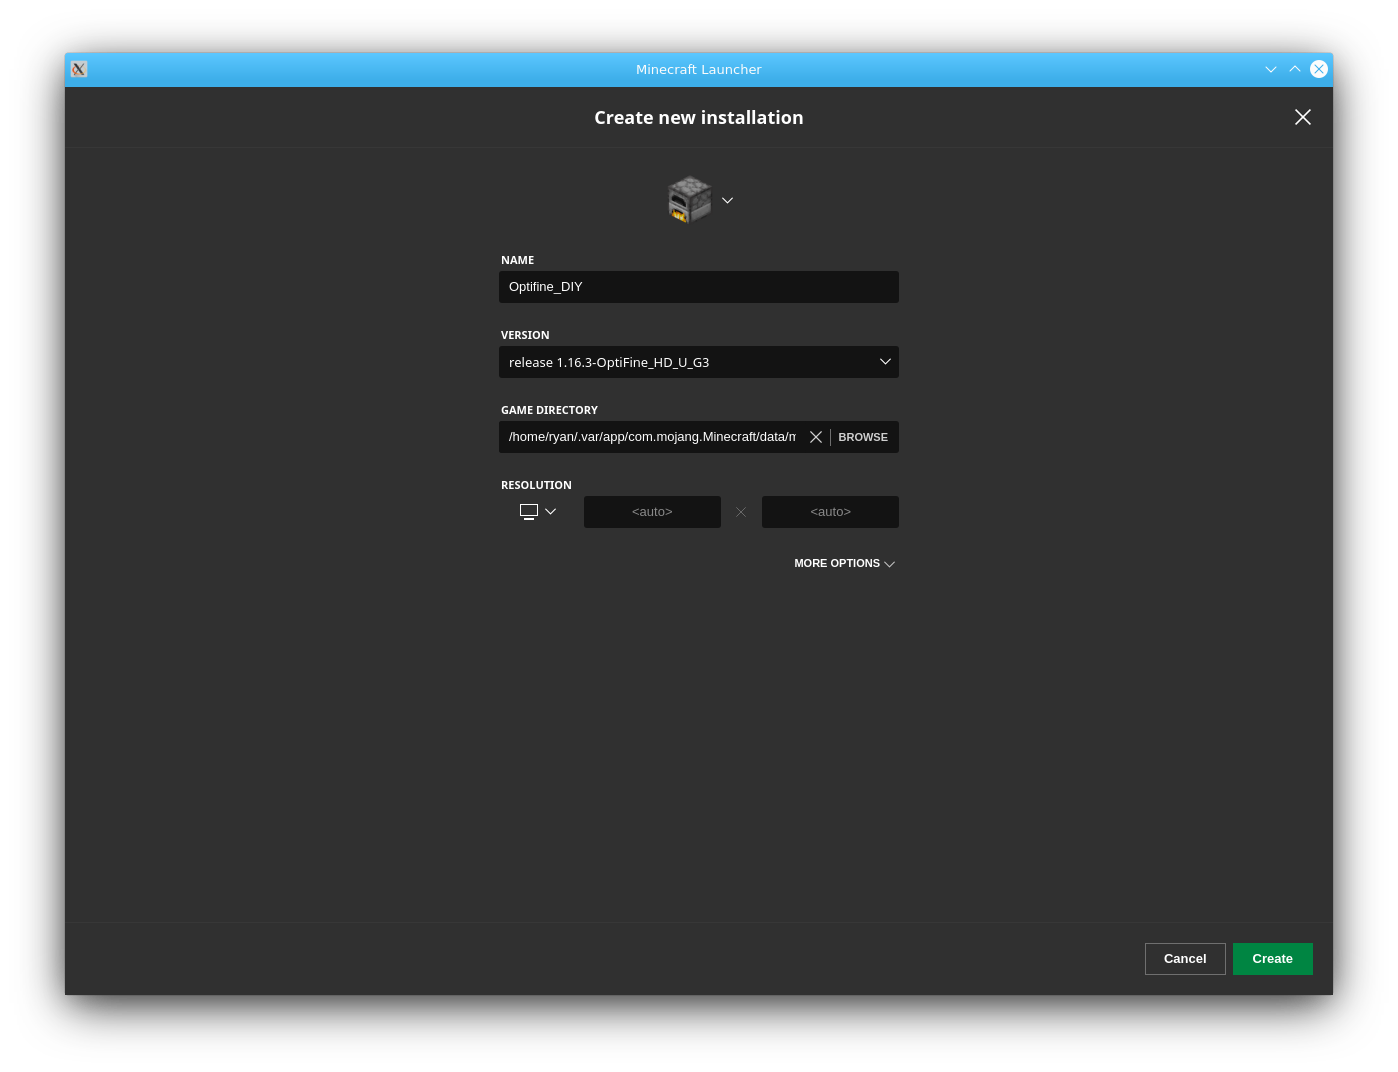 Minecraft Launcher
Create new installation
NAME
Optifine_DIY
VERSION
release 1.16.3-OptiFine_HD_U_G3
GAME DIRECTORY
/home/ryan/.var/app/com.mojang.Minecraft/data/m BROWSE
RESOLUTION
<auto> <auto>
MORE OPTIONS
Cancel Create